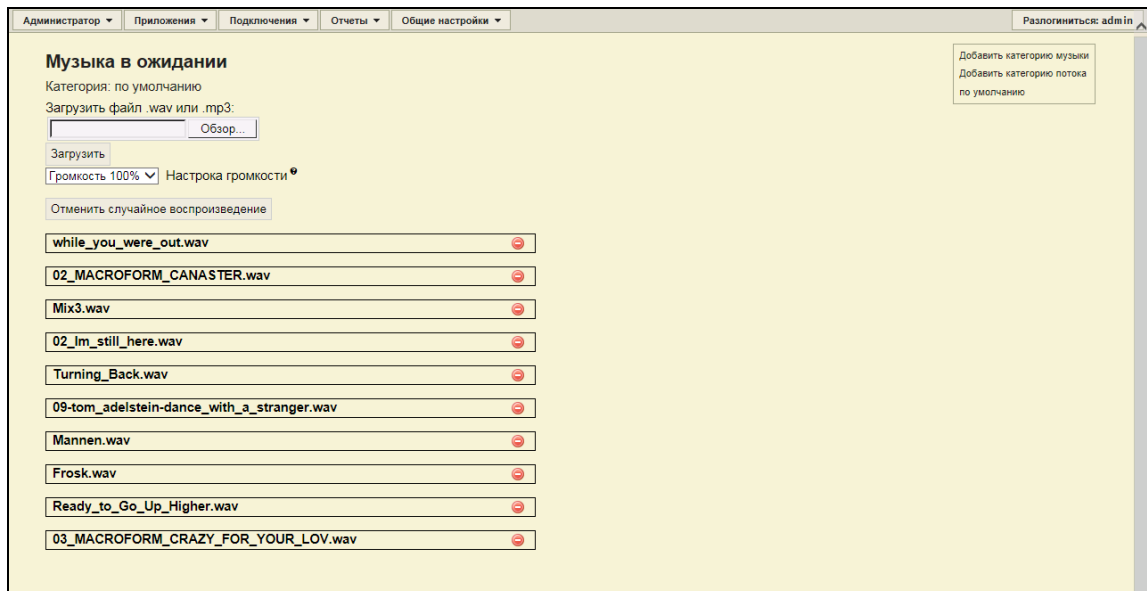 Администратор Приложения Подключения Отчеты Общие настройки Разлогиниться: admin
Музыка в ожидании
Категория: по умолчанию
Загрузить файл .wav или .mp3:
Обзор...
Загрузить
Громкость 100% Настрока громкости
Отменить случайное воспроизведение
while_you_were_out.wav
02_MACROFORM_CANASTER.wav
Mix3.wav
02_Im_still_here.wav
Turning_Back.wav
09-tom_adelstein-dance_with_a_stranger.wav
Mannen.wav
Frosk.wav
Ready_to_Go_Up_Higher.wav
03_MACROFORM_CRAZY_FOR_YOUR_LOV.wav
Добавить категорию музыки
Добавить категорию потока
по умолчанию